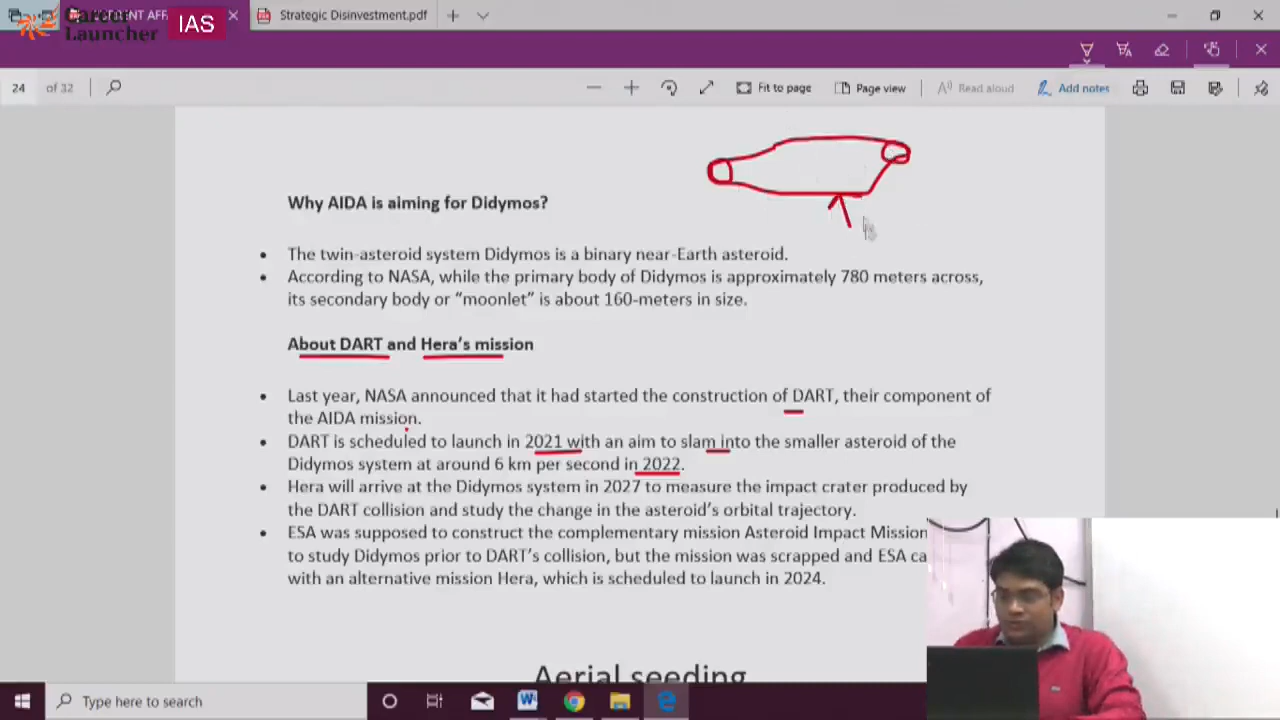 Career
Launcher
IAS
Strategic Disinvestment.pdf
24 of 32
Fit to page
Page view
Read aloud
Add notes
Why AIDA is aiming for Didymos?
• The twin-asteroid system Didymos is a binary near-Earth asteroid.
• According to NASA, while the primary body of Didymos is approximately 780 meters across,
its secondary body or “moonlet” is about 160-meters in size.
About DART and Hera’s mission
• Last year, NASA announced that it had started the construction of DART, their component of
the AIDA mission.
• DART is scheduled to launch in 2021 with an aim to slam into the smaller asteroid of the
Didymos system at around 6 km per second in 2022.
• Hera will arrive at the Didymos system in 2027 to measure the impact crater produced by
the DART collision and study the change in the asteroid’s orbital trajectory.
• ESA was supposed to construct the complementary mission Asteroid Impact Mission
to study Didymos prior to DART’s collision, but the mission was scrapped and ESA ca
with an alternative mission Hera, which is scheduled to launch in 2024.
Aerial seeding
Type here to search